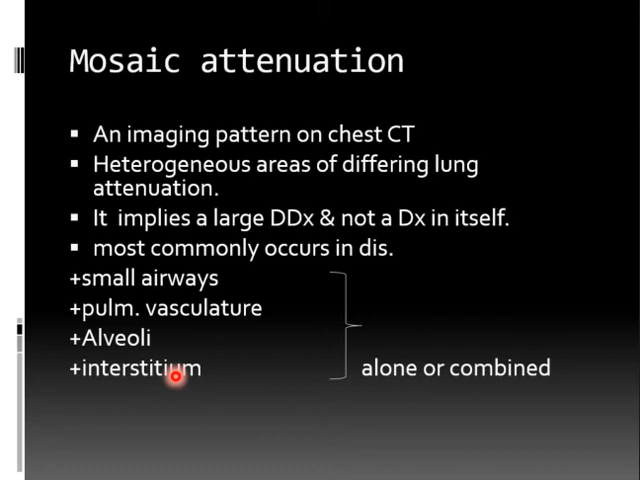 Mosaic attenuation
▪ An imaging pattern on chest CT
▪ Heterogeneous areas of differing lung
attenuation.
▪ It implies a large DDx & not a Dx in itself.
▪ most commonly occurs in dis.
+small airways
+pulm. vasculature
+Alveoli
+interstitium alone or combined